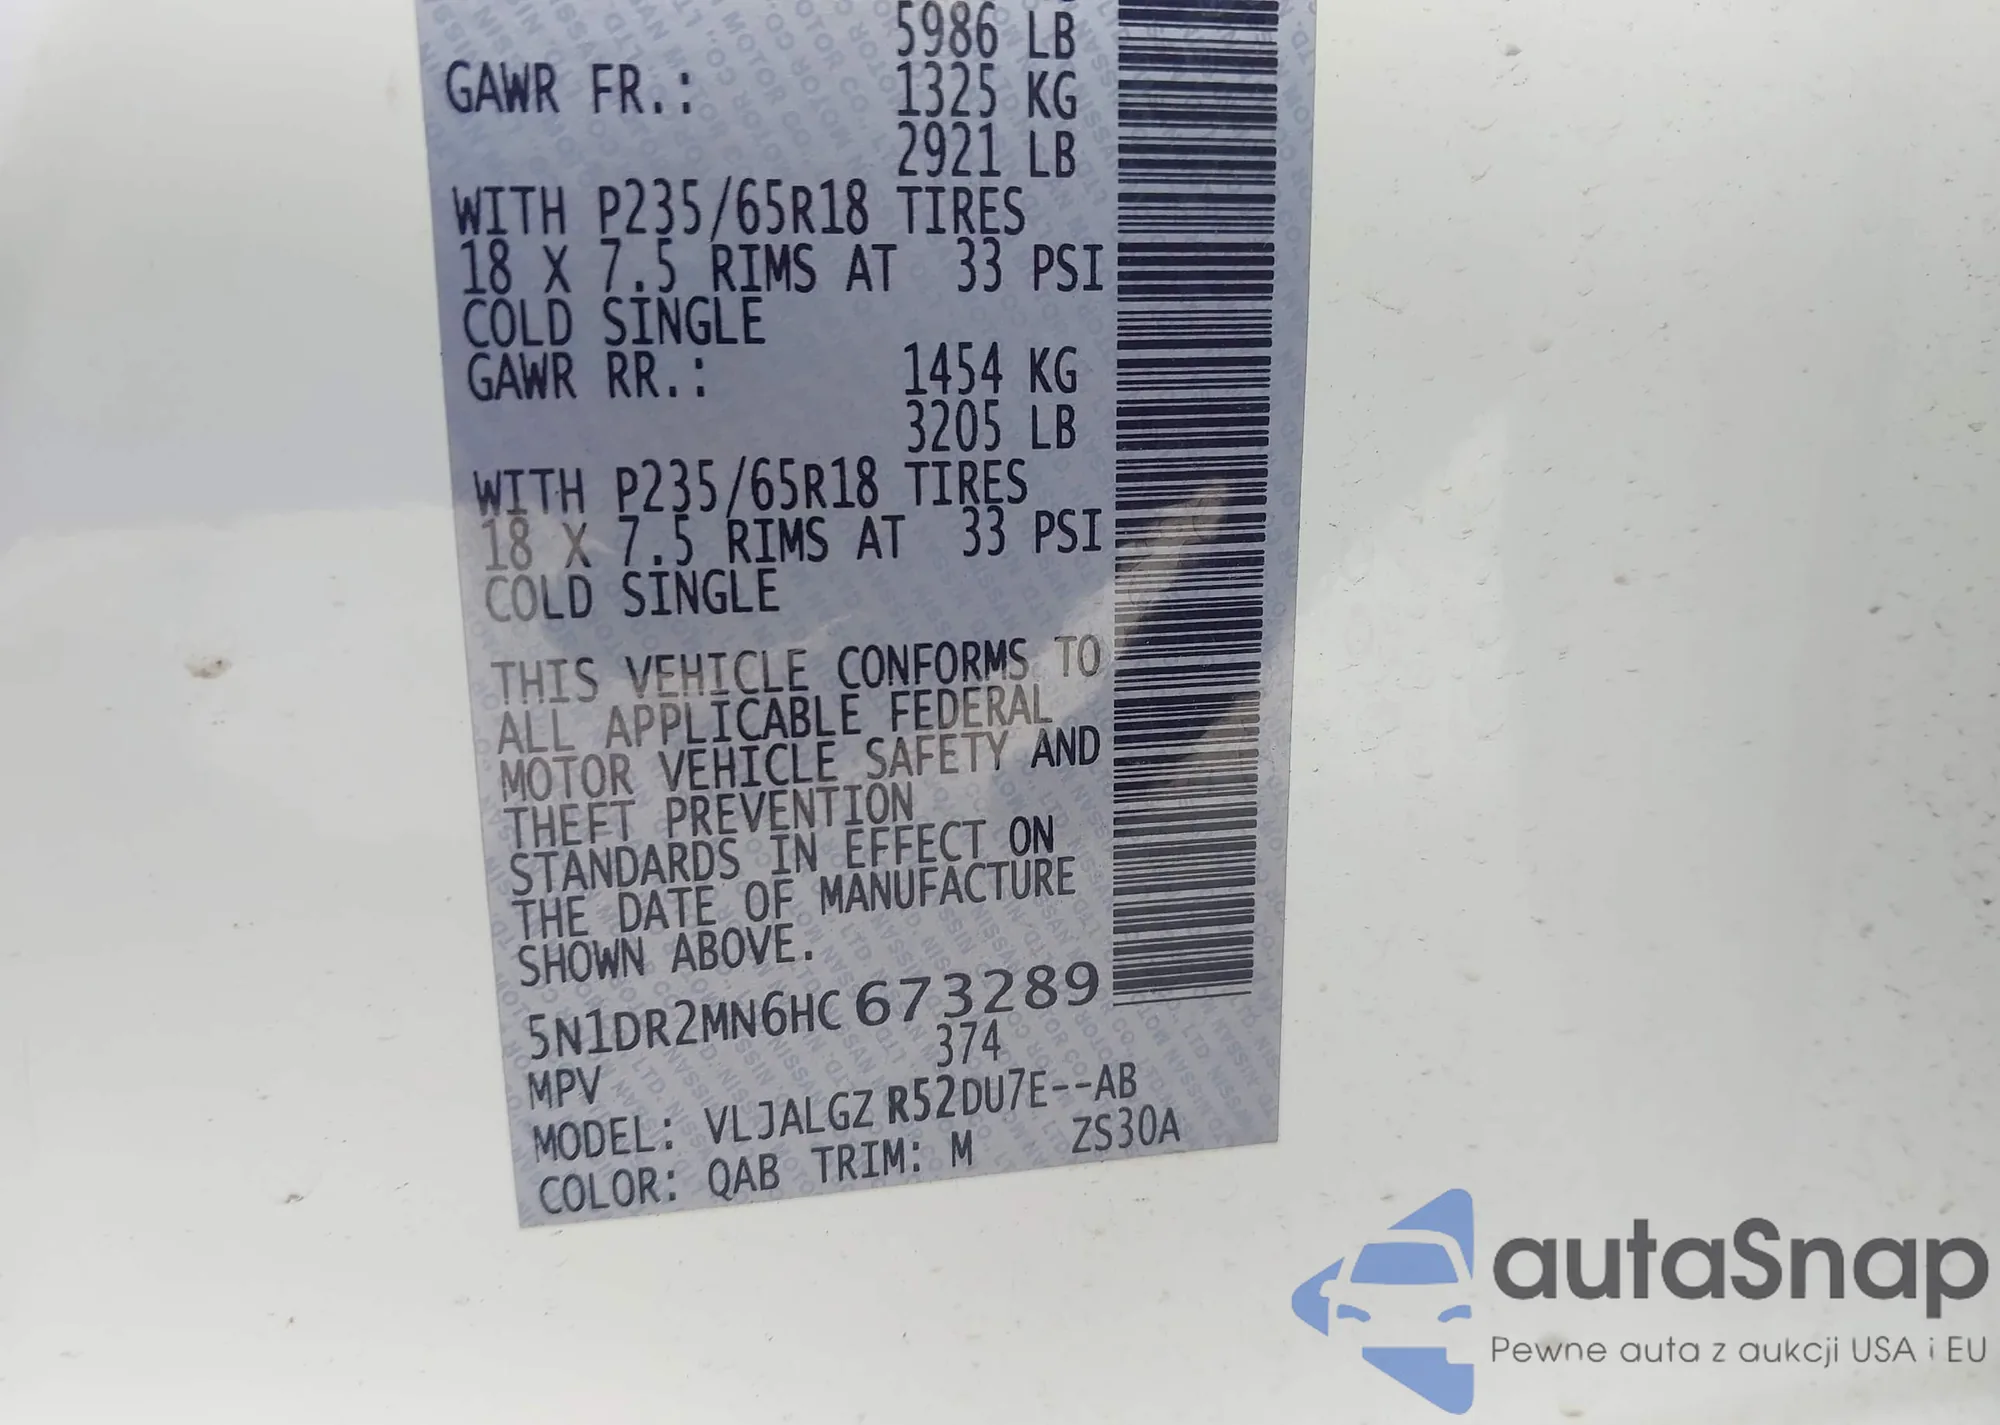 5986 LB
GAWR FR.: 1325 KG
2921 LB
WITH P235/65R18 TIRES
18 X 7.5 RIMS AT 33 PSI
COLD SINGLE
GAWR RR.: 1454 KG
3205 LB
WITH P235/65R18 TIRES
18 X 7.5 RIMS AT 33 PSI
COLD SINGLE
THIS VEHICLE CONFORMS TO
ALL APPLICABLE FEDERAL
MOTOR VEHICLE SAFETY AND
THEFT PREVENTION
STANDARDS IN EFFECT ON
THE DATE OF MANUFACTURE
SHOWN ABOVE.
5N1DR2MN6HC673289
374
MPV
MODEL: VLJALGZ R52DU7E--AB
COLOR: QAB TRIM: M ZS30A
autaSnap
Pewne auta z aukcji USA i EU